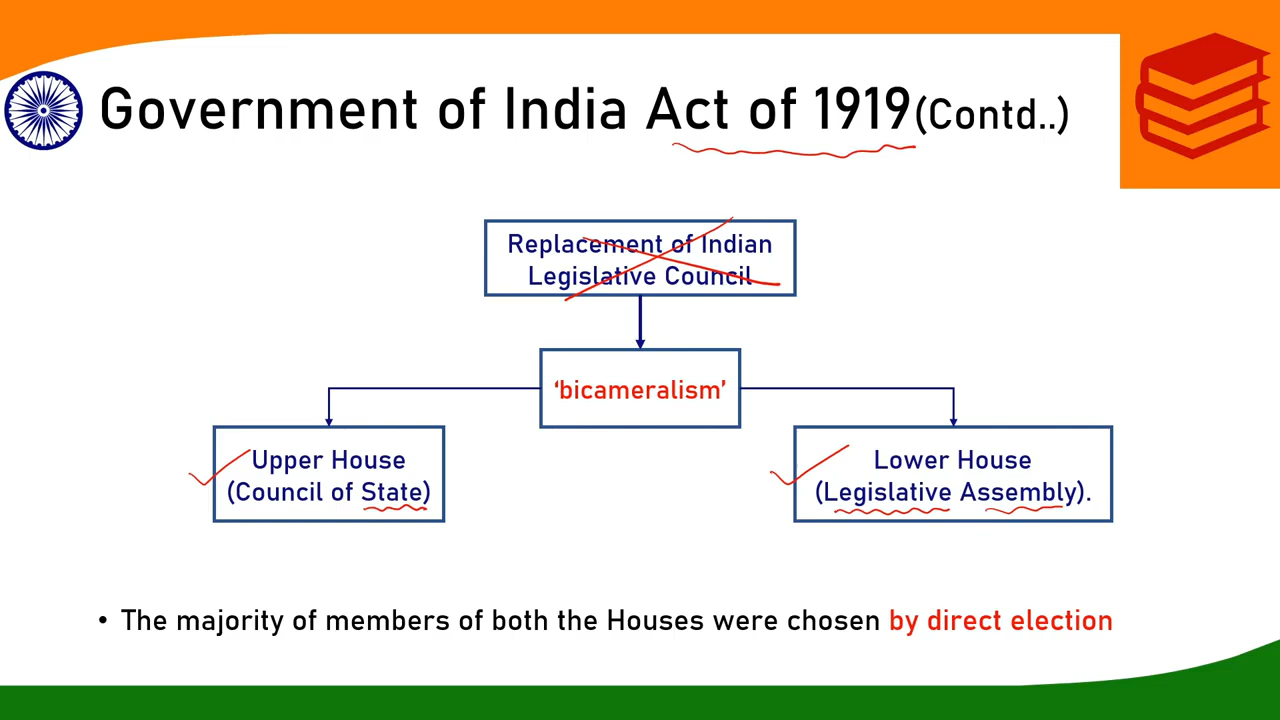 Government of India Act of 1919(Contd..)
Replacement of Indian
Legislative Council
‘bicameralism’
Upper House
(Council of State)
Lower House
(Legislative Assembly).
• The majority of members of both the Houses were chosen by direct election